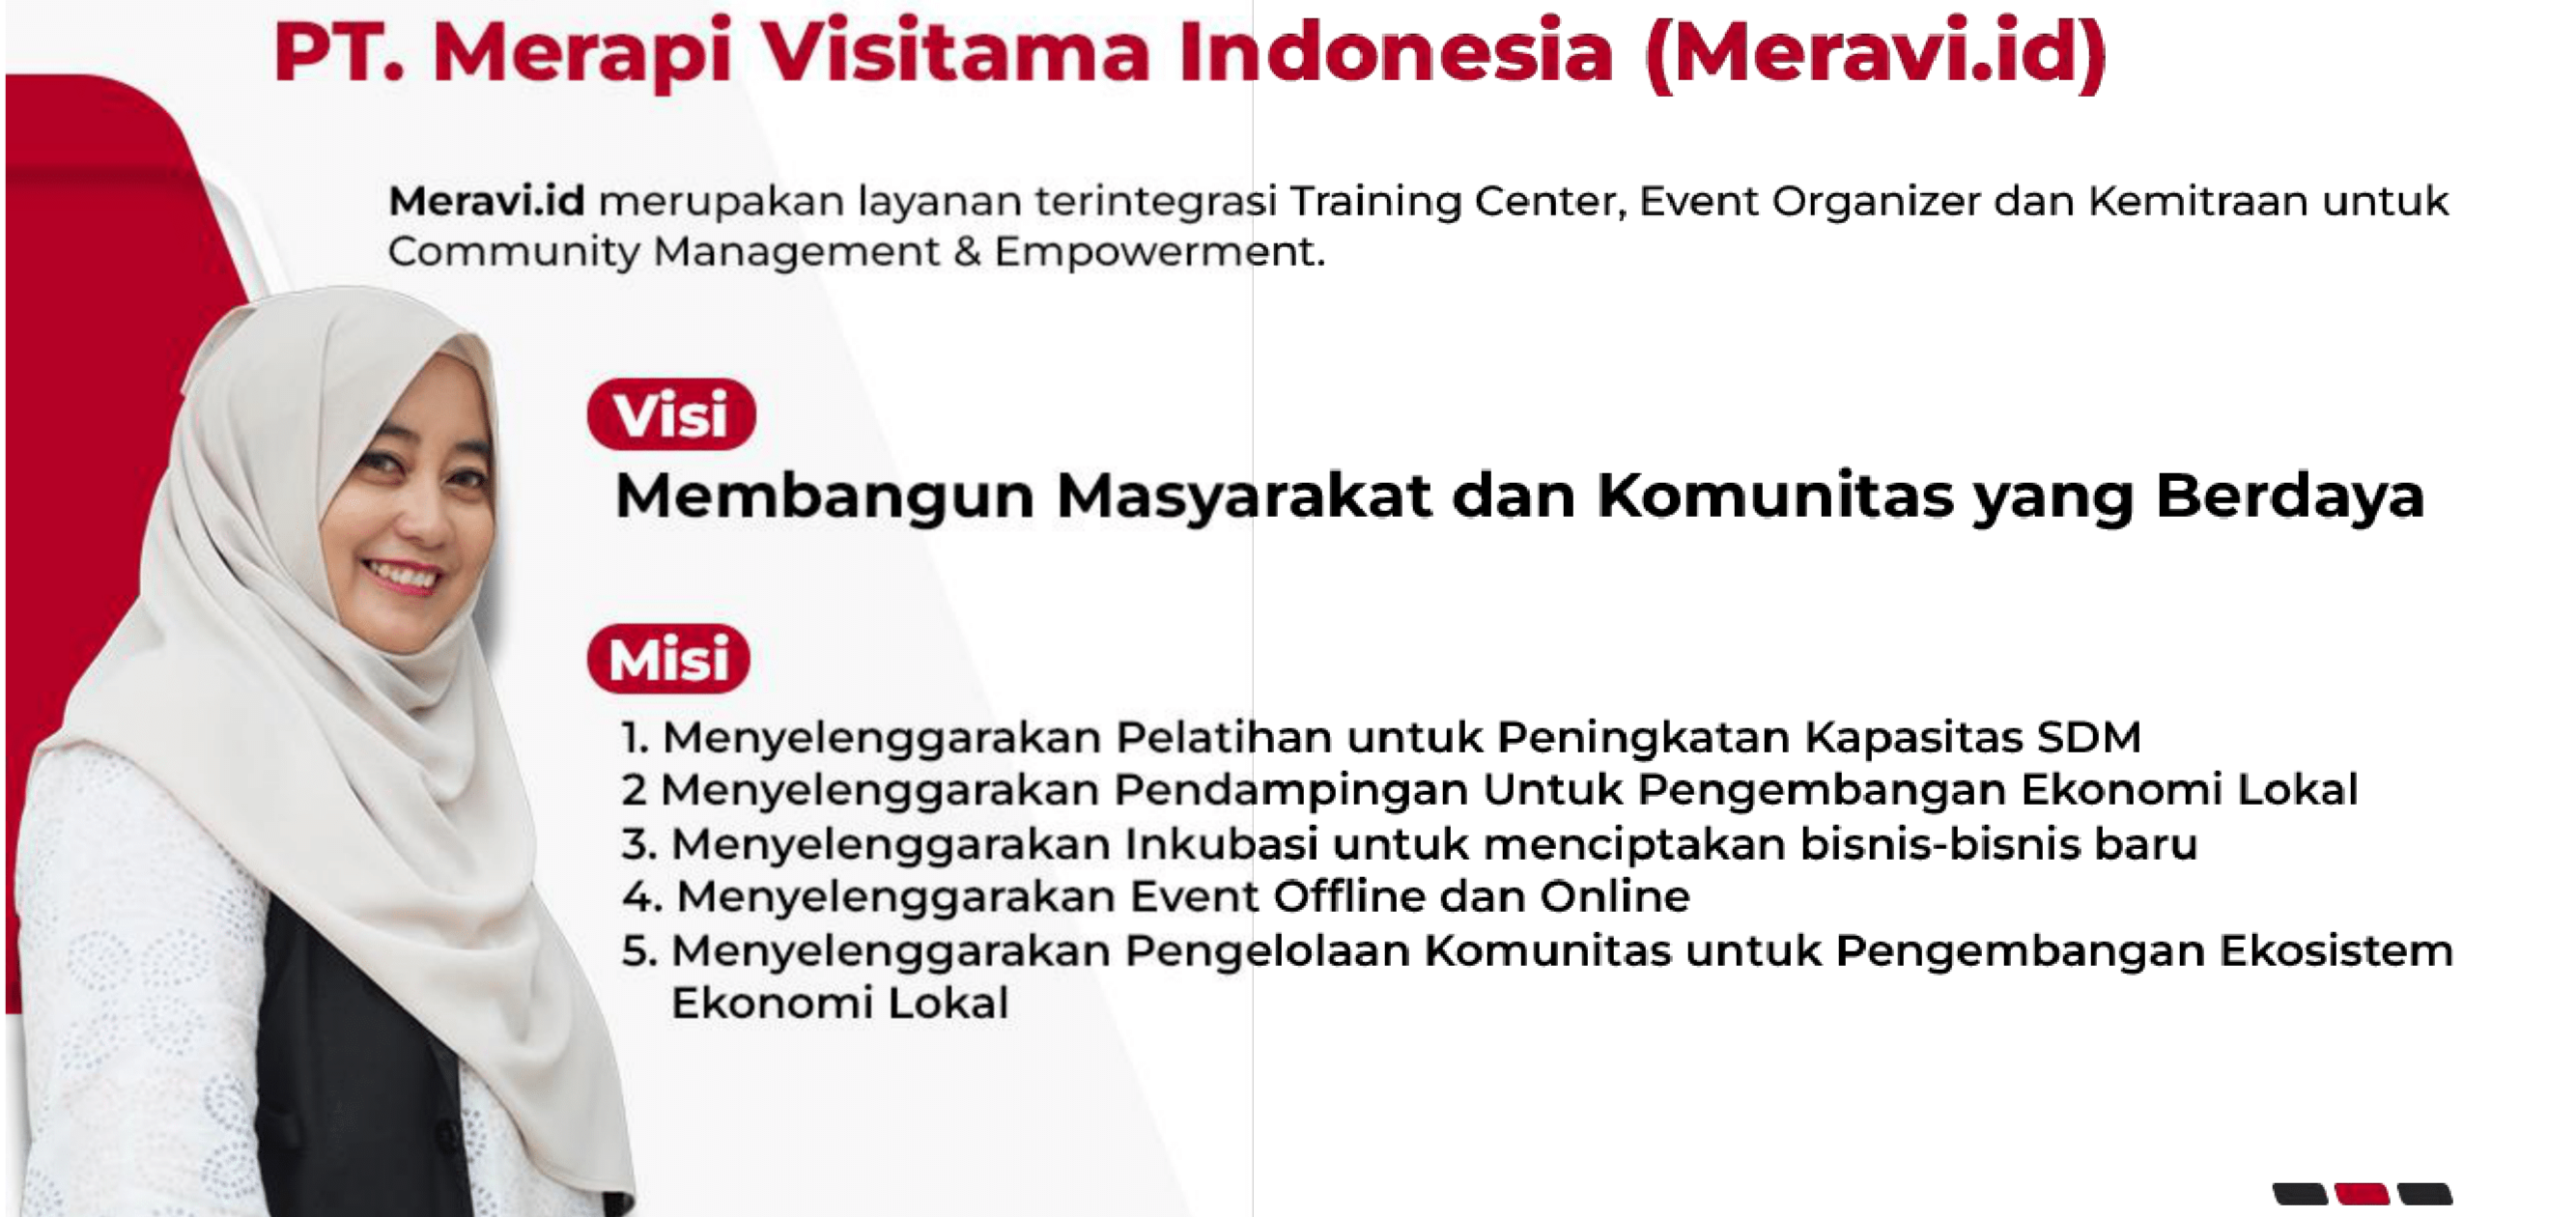 PT. Merapi Visitama Indonesia (Meravi.id)
Meravi.id merupakan layanan terintegrasi Training Center, Event Organizer dan Kemitraan untuk
Community Management & Empowerment.
Visi
Membangun Masyarakat dan Komunitas yang Berdaya
Misi
1. Menyelenggarakan Pelatihan untuk Peningkatan Kapasitas SDM
2 Menyelenggarakan Pendampingan Untuk Pengembangan Ekonomi Lokal
3. Menyelenggarakan Inkubasi untuk menciptakan bisnis-bisnis baru
4. Menyelenggarakan Event Offline dan Online
5. Menyelenggarakan Pengelolaan Komunitas untuk Pengembangan Ekosistem
Ekonomi Lokal